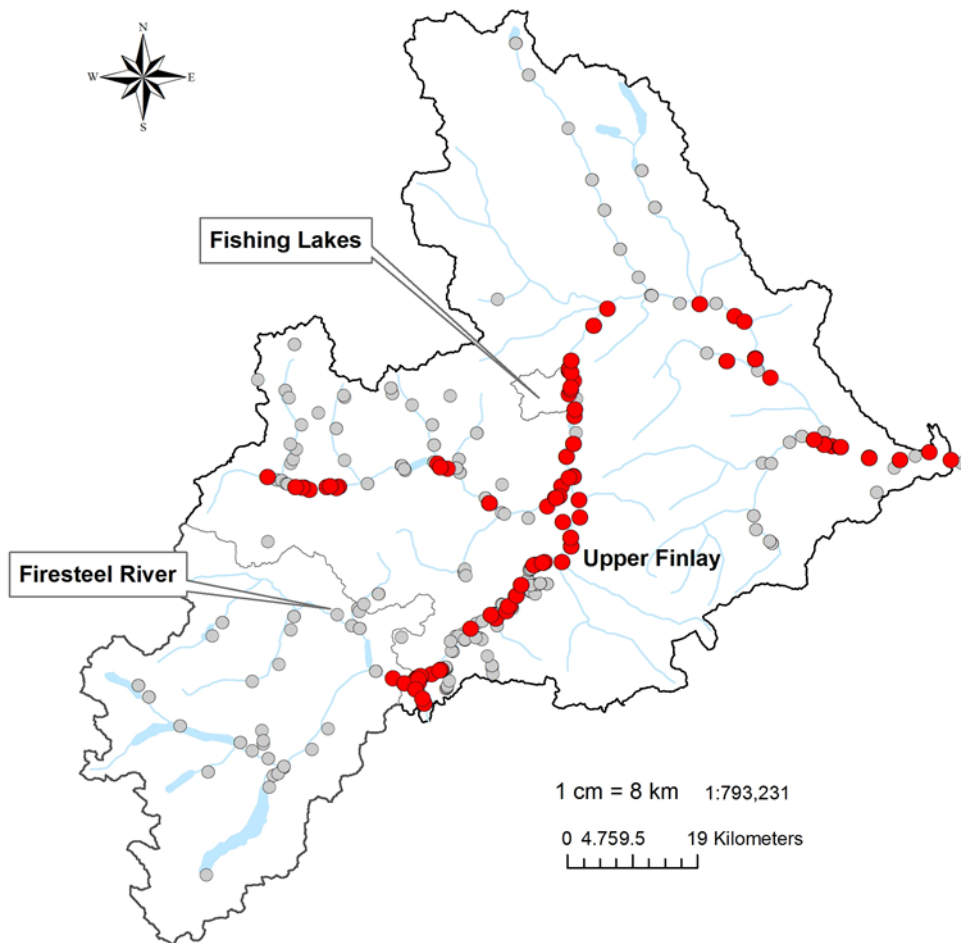 N
W E
S
Fishing Lakes
Upper Finlay
Firesteel River
1 cm = 8 km 1:793,231
0 4.759.5 19 Kilometers